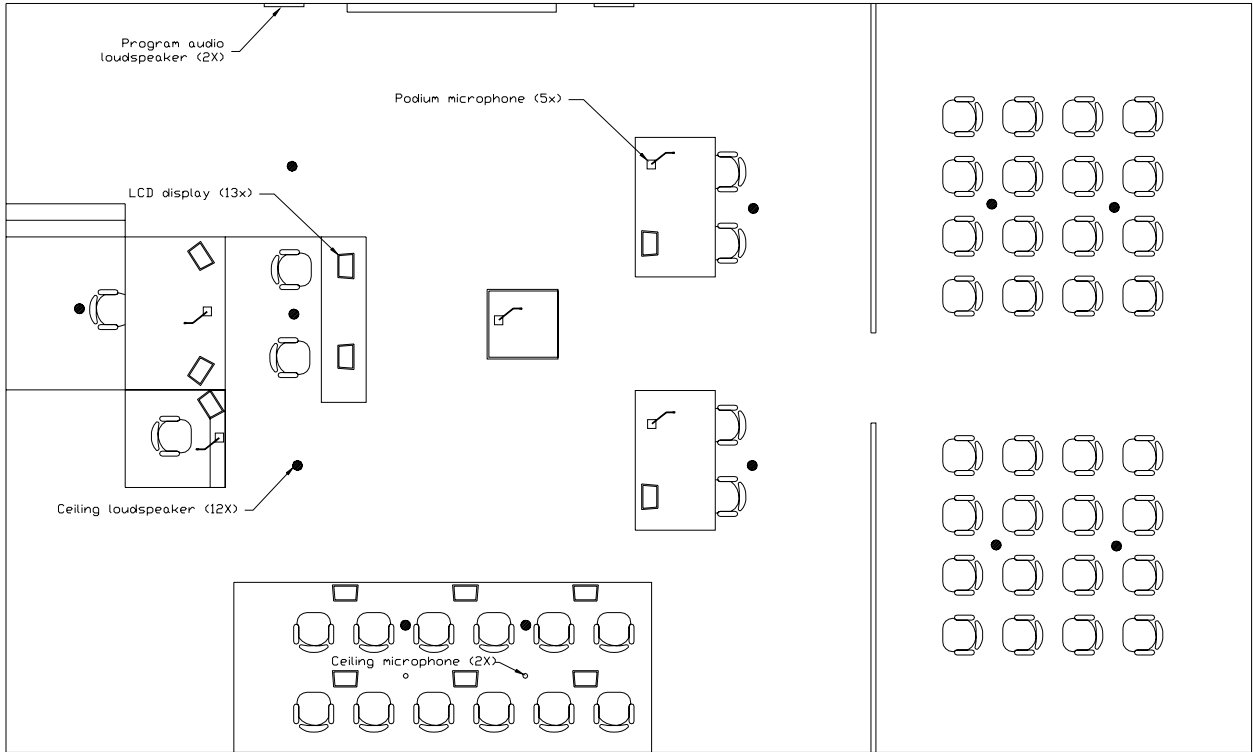 Program audio
loudspeaker (2X)
Podium microphone (5x)
LCD display (13x)
Ceiling loudspeaker (12X)
Ceiling microphone (2X)